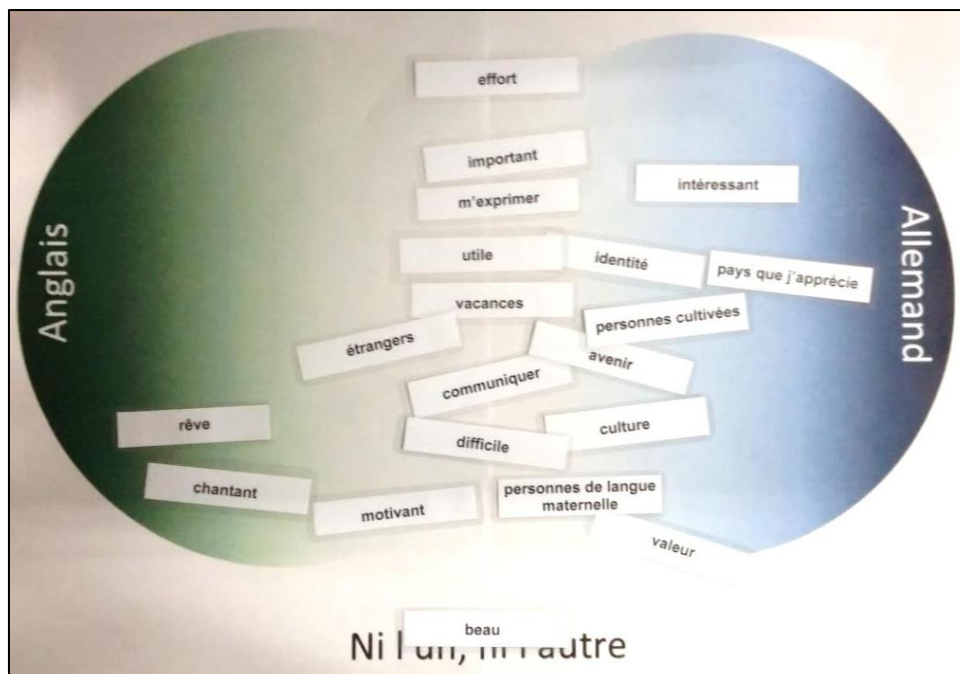 effort
important
intéressant
m'exprimer
Anglais
Allemand
utile
identité
pays que j'apprécie
vacances
personnes cultivées
étrangers
avenir
communiquer
rêve
culture
difficile
chantant
personnes de langue
maternelle
motivant
valeur
beau
Ni l'un, ni l'autre